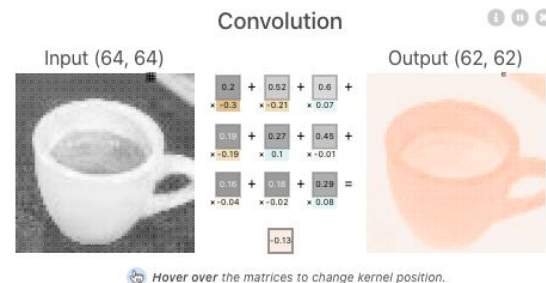 Convolution
Input (64, 64)
Output (62, 62)
0.2 + 0.52 + 0.6 +
× -0.3 × -0.21 × 0.07
0.19 + 0.27 + 0.45 +
× -0.19 × 0.1 × -0.01
0.16 + 0.18 + 0.29 =
× -0.04 × -0.02 × 0.08
-0.13
Hover over the matrices to change kernel position.